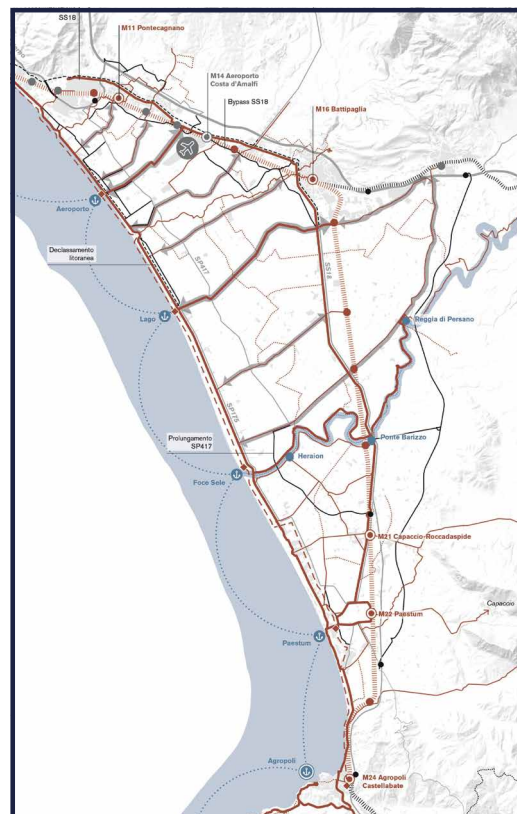 SS18
M11 Pontecagnano
M14 Aeroporto
Costa d'Amalfi
Bypass SS18
M16 Battipaglia
Aeroporto
Declassamento
litoranea
SP417
SS18
Lago
Reggia di Persano
SP175
Prolungamento
SP417
Ponte Barizzo
Heraion
Foce Sele
M21 Capaccio-Roccadaspide
Capaccio
M22 Paestum
Paestum
Agropoli
M24 Agropoli
Castellabate